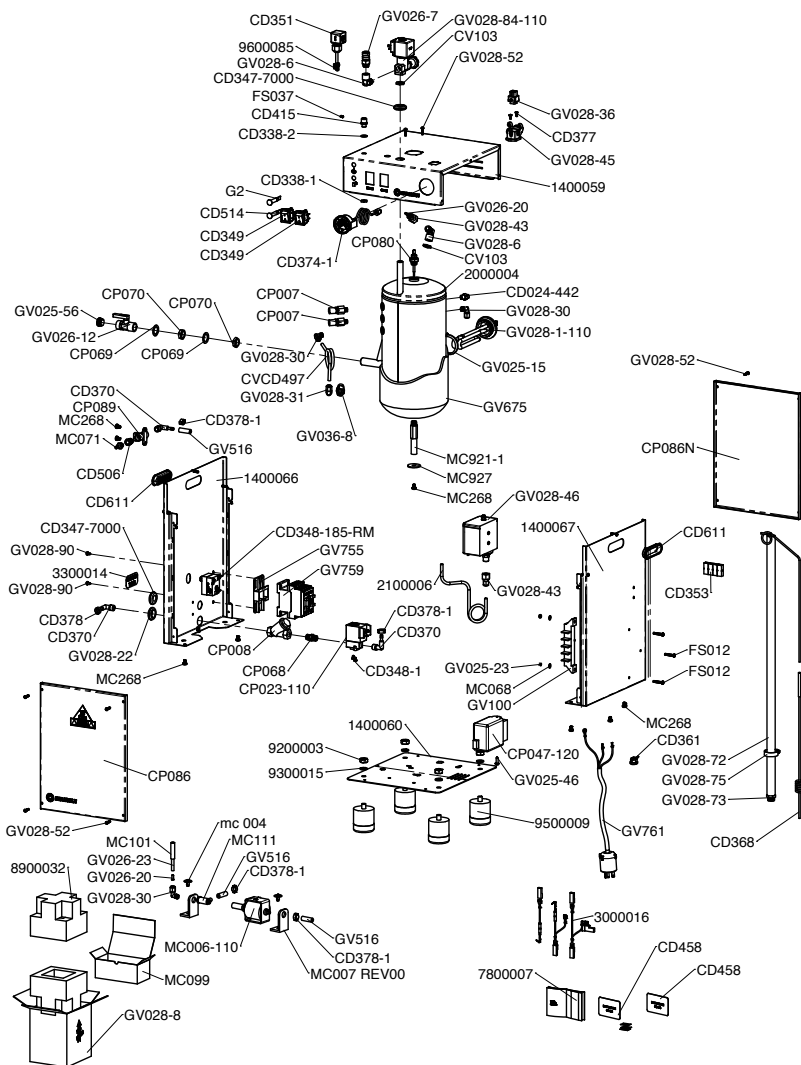 CD351
GV026-7
GV028-84-110
CV103
GV028-52
9600085
GV028-6
CD347-7000
FS037
CD415
CD338-2
GV028-36
CD377
GV028-45
1400059
CD338-1
G2
CD514
CD349
CD349
CD374-1
GV026-20
GV028-43
GV028-6
CV103
CP080
2000004
CP070
CP070
CP007
CP007
CD024-442
GV028-30
GV028-1-110
GV025-56
GV026-12
CP069
CP069
GV028-30
CVCD497
GV028-31
GV025-15
GV028-52
GV675
GV036-8
CD370
CP089
MC268
MC071
CD378-1
GV516
CD506
CD611
1400066
MC921-1
MC927
MC268
CP086N
GV028-46
1400067
CD611
CD347-7000
GV028-90
3300014
GV028-90
CD378
CD370
GV028-22
MC268
CD348-185-RM
GV755
GV759
2100006
GV028-43
CD353
CD378-1
CD370
CP008
CP068
CP023-110
CD348-1
GV025-23
MC068
GV100
FS012
FS012
MC268
CD361
1400060
9200003
9300015
CP047-120
GV025-46
9500009
GV028-72
GV028-75
GV028-73
CD368
GV761
CP086
GV028-52
MC101
GV026-23
GV026-20
GV028-30
mc 004
MC111
GV516
CD378-1
8900032
MC006-110
GV516
CD378-1
MC007 REV00
MC099
GV028-8
3000016
CD458
CD458
7800007